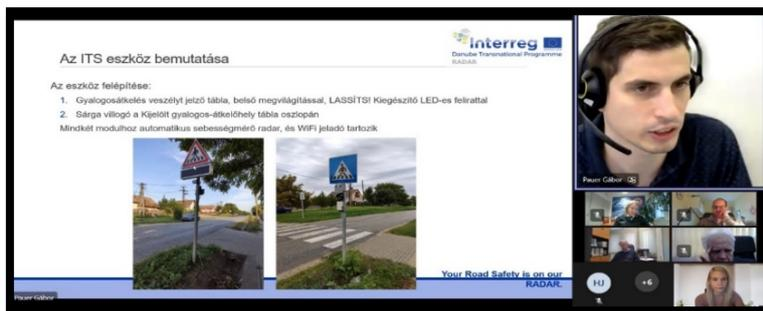 Interreg
Danube Transnational Programme
RADAR
Az ITS eszköz bemutatása
Az eszköz felépítése:
1. Gyalogosátkelés veszélyt jelző tábla, belső megvilágítással, LASSÍTS! Kiegészítő LED-es felirattal
2. Sárga villogó a Kijelölt gyalogos-átkelőhely tábla oszlopán
Mindkét modulhoz automatikus sebességmérő radar, és WiFi jeladó tartozik
Your Road Safety is on our
RADAR.
Pauer Gábor
Pauer Gábor
HJ
+6